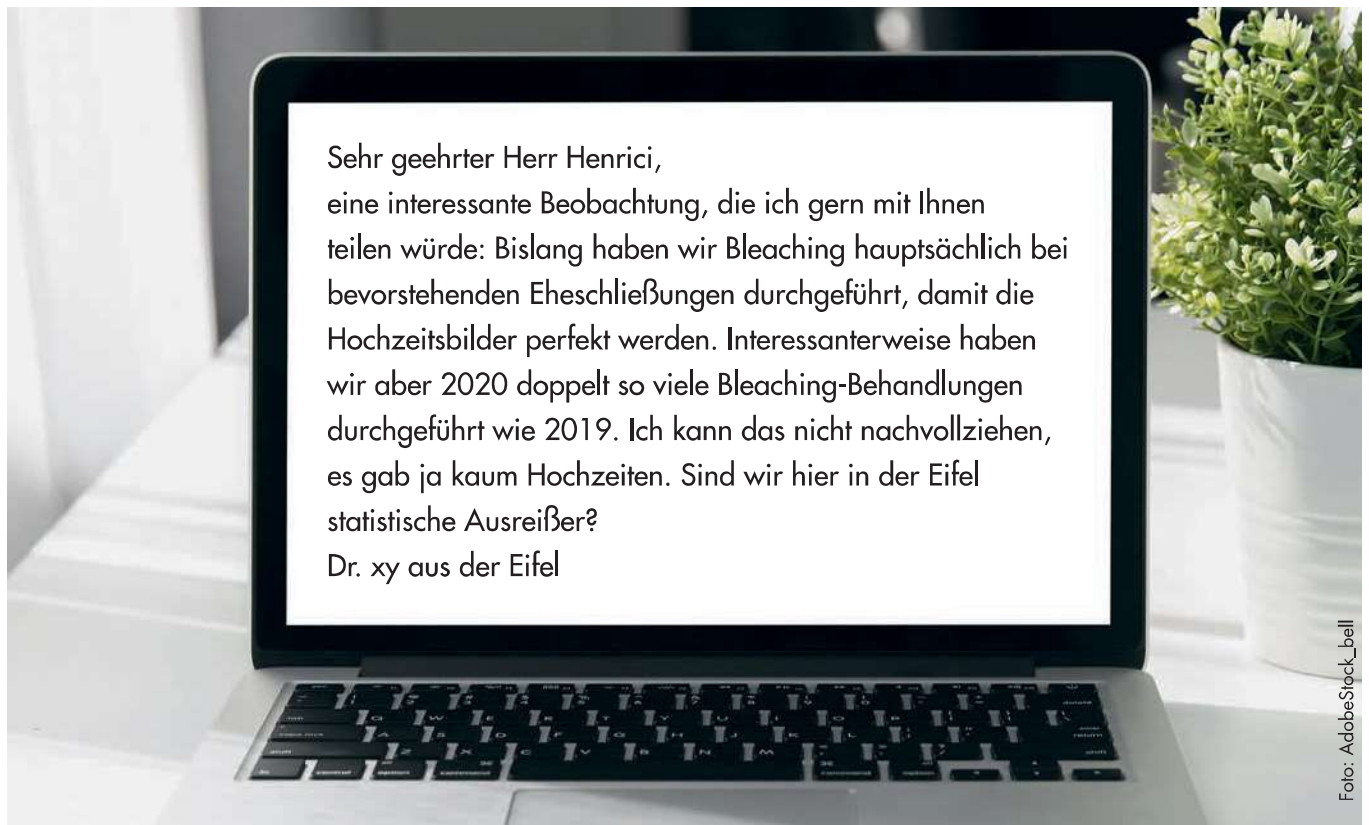 Sehr geehrter Herr Henrici,
eine interessante Beobachtung, die ich gern mit Ihnen
teilen würde: Bislang haben wir Bleaching hauptsächlich bei
bevorstehenden Eheschließungen durchgeführt, damit die
Hochzeitsbilder perfekt werden. Interessanterweise haben
wir aber 2020 doppelt so viele Bleaching-Behandlungen
durchgeführt wie 2019. Ich kann das nicht nachvollziehen,
es gab ja kaum Hochzeiten. Sind wir hier in der Eifel
statistische Ausreißer?
Dr. xy aus der Eifel
Foto: AdobeStock_bell